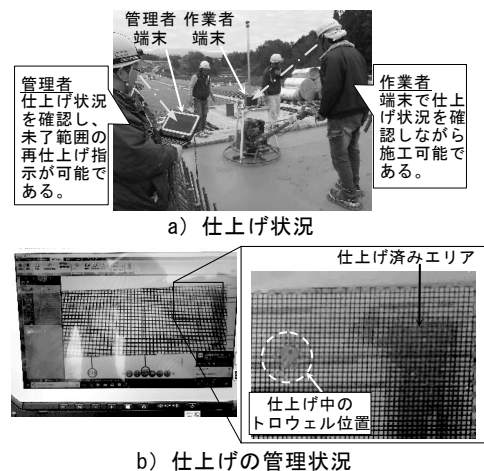 管理者 作業者
端末 端末
管理者
仕上げ状況
を確認し、
未了範囲の
再仕上げ指
示が可能で
ある。
作業者
端末で仕上
げ状況を確
認しながら
施工可能で
ある。
a) 仕上げ状況
仕上げ済みエリア
仕上げ中の
トロウェル位置
b) 仕上げの管理状況